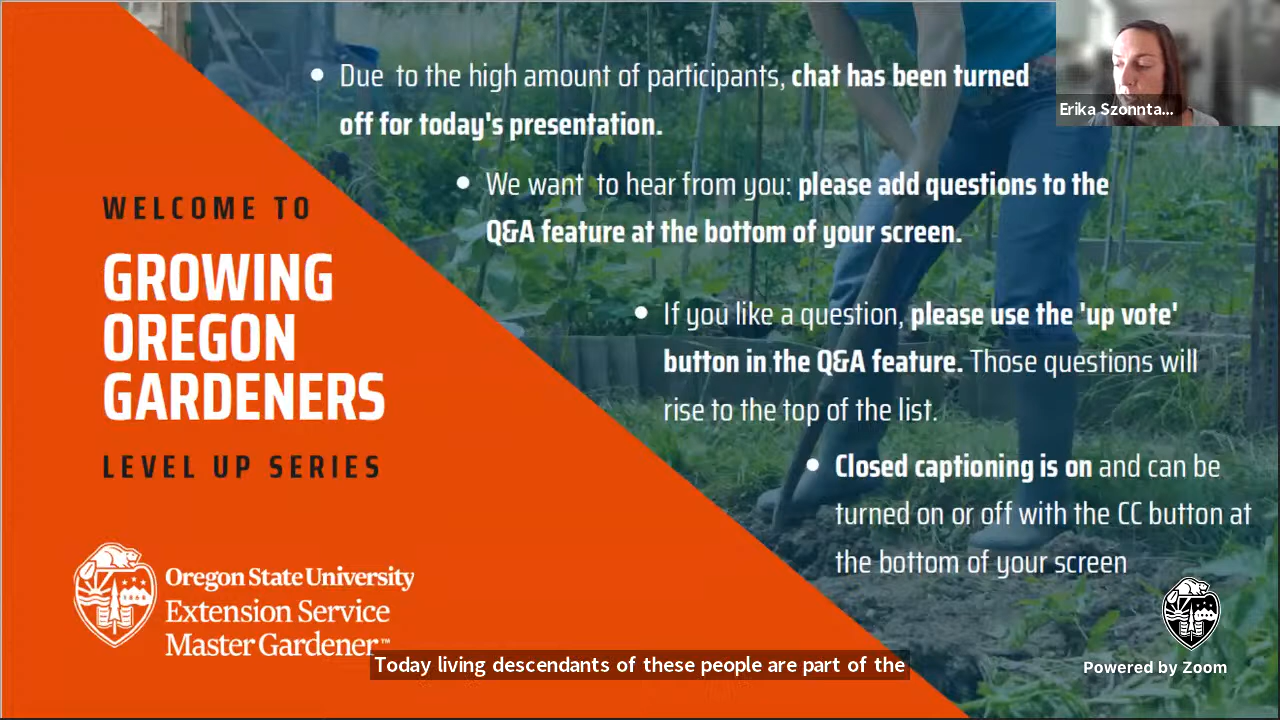 WELCOME TO
GROWING
OREGON
GARDENERS
LEVEL UP SERIES
Oregon State University
Extension Service
Master Gardener™
• Due to the high amount of participants, chat has been turned
off for today's presentation.
• We want to hear from you: please add questions to the
Q&A feature at the bottom of your screen.
• If you like a question, please use the 'up vote'
button in the Q&A feature. Those questions will
rise to the top of the list.
• Closed captioning is on and can be
turned on or off with the CC button at
the bottom of your screen
Erika Szonnta...
Today living descendants of these people are part of the
Powered by Zoom